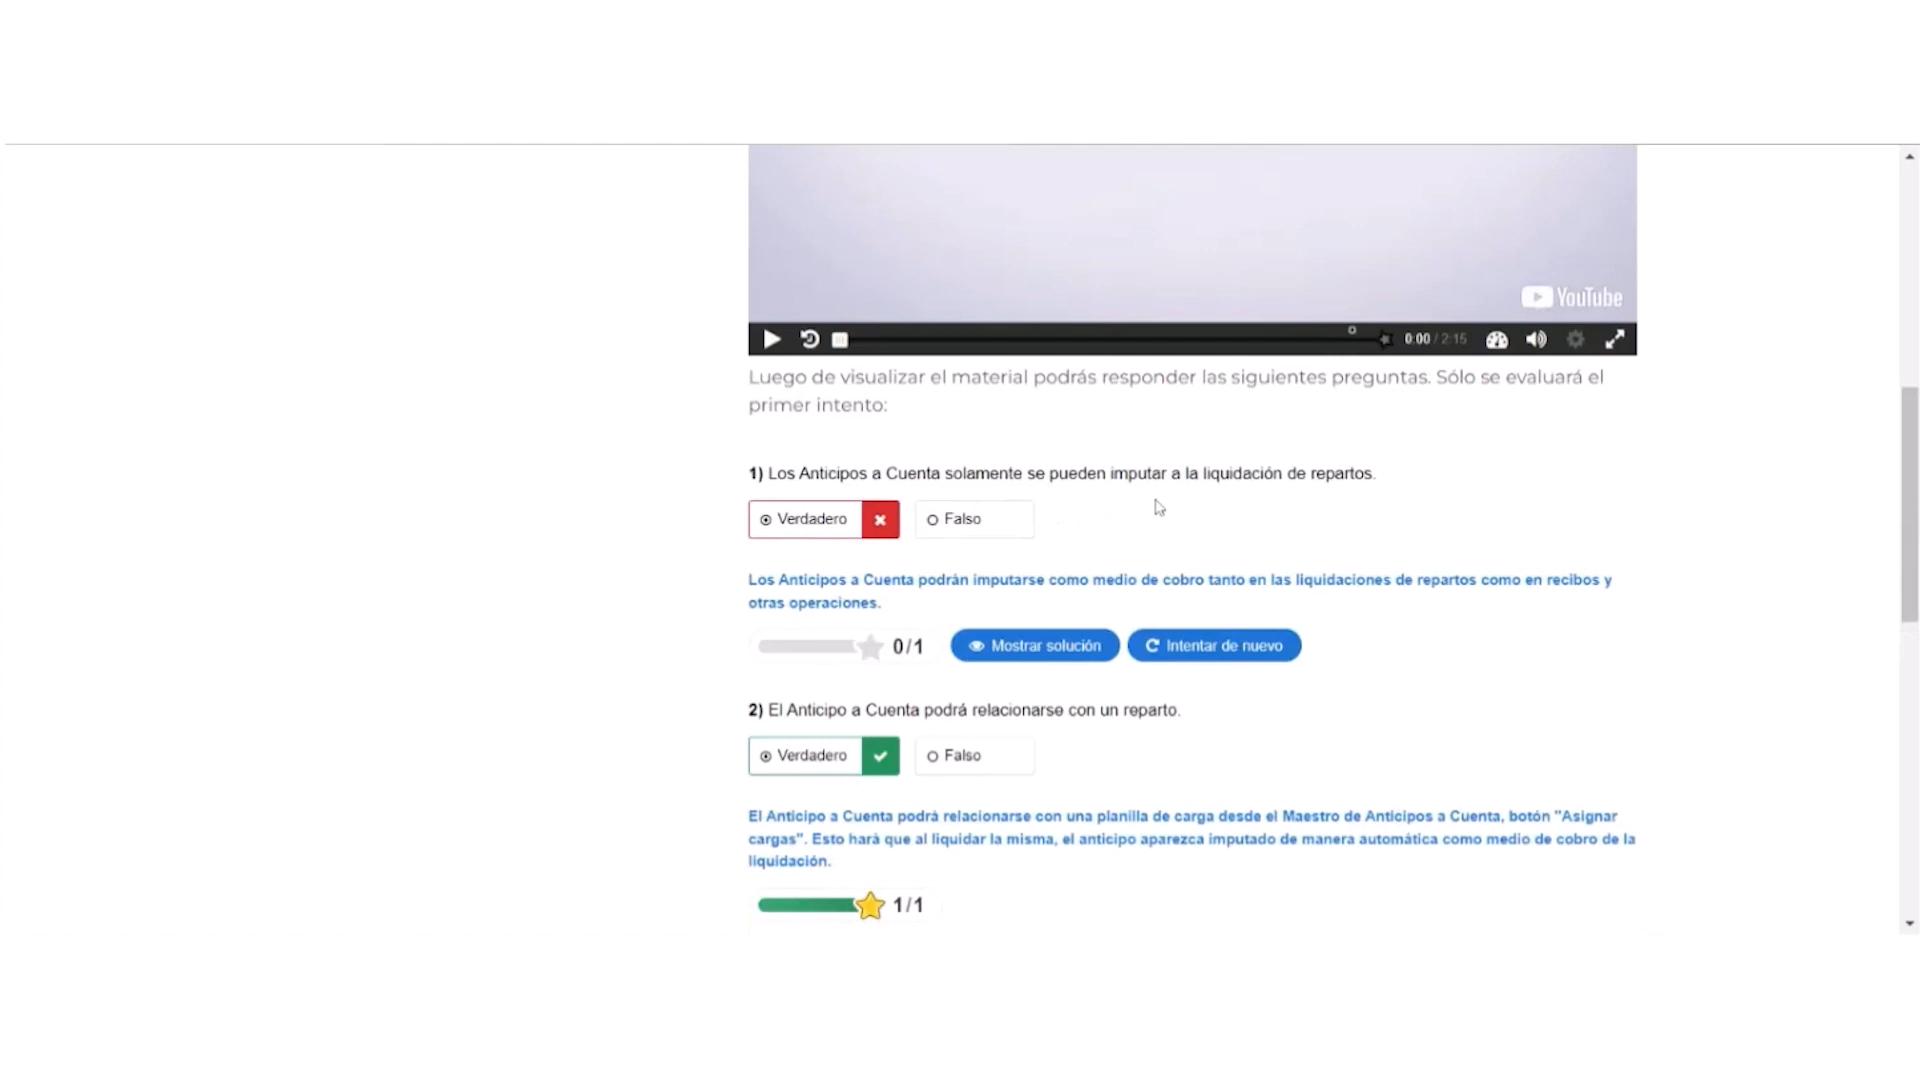 YouTube
0:00 / 2:15
Luego de visualizar el material podrás responder las siguientes preguntas. Sólo se evaluará el
primer intento:
1) Los Anticipos a Cuenta solamente se pueden imputar a la liquidación de repartos.
Verdadero Falso
Los Anticipos a Cuenta podrán imputarse como medio de cobro tanto en las liquidaciones de repartos como en recibos y
otras operaciones.
0/1 Mostrar solución Intentar de nuevo
2) El Anticipo a Cuenta podrá relacionarse con un reparto.
Verdadero Falso
El Anticipo a Cuenta podrá relacionarse con una planilla de carga desde el Maestro de Anticipos a Cuenta, botón "Asignar
cargas". Esto hará que al liquidar la misma, el anticipo aparezca imputado de manera automática como medio de cobro de la
liquidación.
1/1